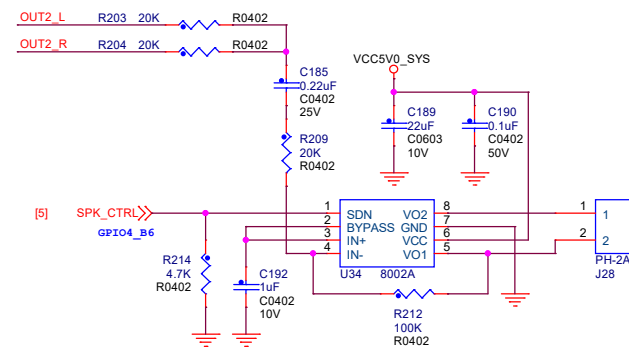 OUT2_L R203 20K R0402
OUT2_R R204 20K R0402
C185
0.22uF
C0402
25V
VCC5V0_SYS
C189
22uF
C0603
10V
C190
0.1uF
C0402
50V
R209
20K
R0402
[5] SPK_CTRL
GPIO4_B6
1 SDN VO2 8
2 BYPASS GND 7
3 IN+ VCC 6
4 IN- VO1 5
U34 8002A
1 1
2 2
PH-2A
J28
R214
4.7K
R0402
C192
1uF
C0402
10V
R212
100K
R0402